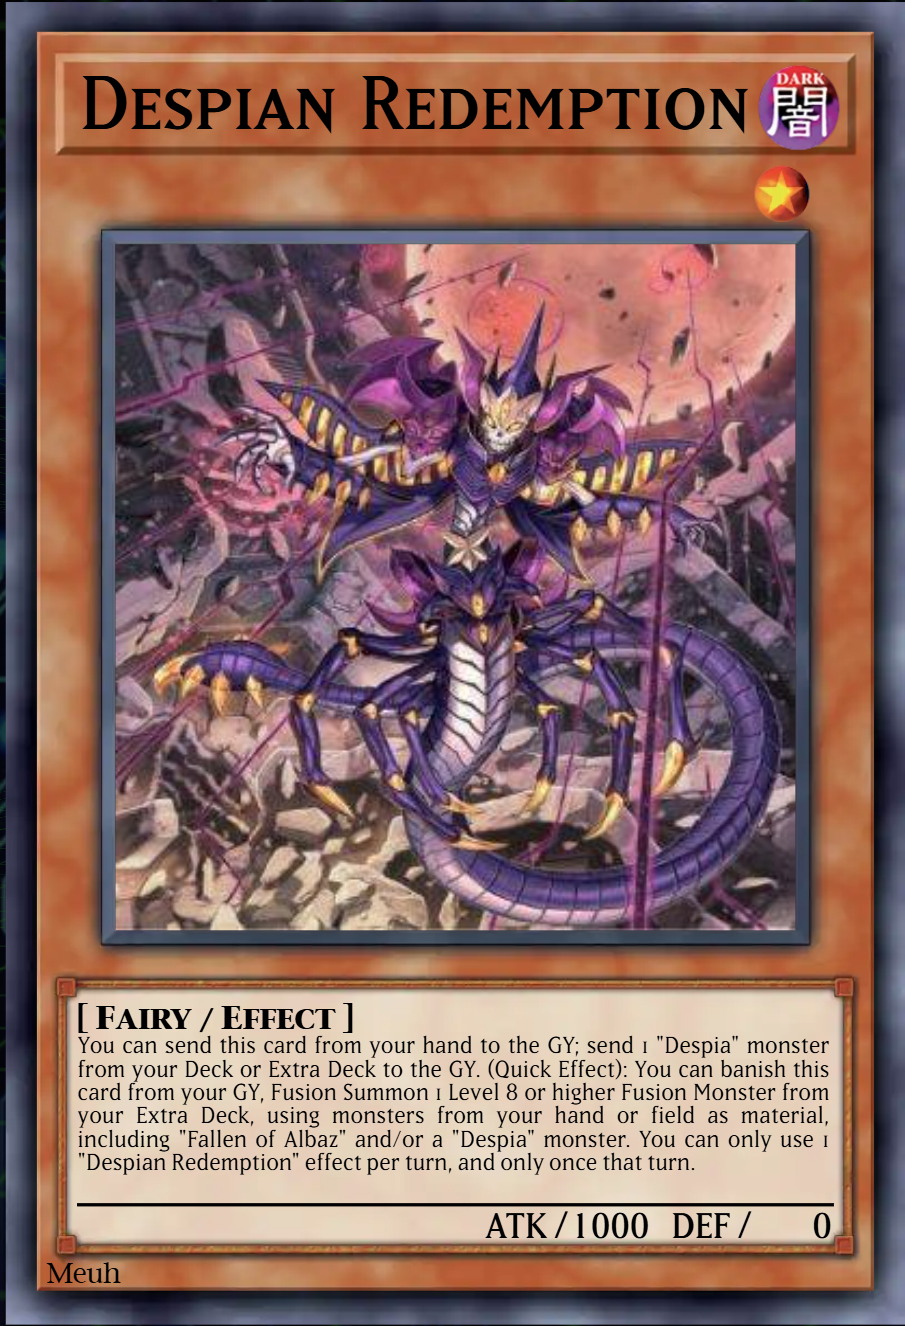 Despian Redemption
DARK
闇
[ Fairy / Effect ]
You can send this card from your hand to the GY; send 1 "Despia" monster
from your Deck or Extra Deck to the GY. (Quick Effect): You can banish this
card from your GY, Fusion Summon 1 Level 8 or higher Fusion Monster from
your Extra Deck, using monsters from your hand or field as material,
including "Fallen of Albaz" and/or a "Despia" monster. You can only use 1
"Despian Redemption" effect per turn, and only once that turn.
ATK / 1000 DEF / 0
Meuh